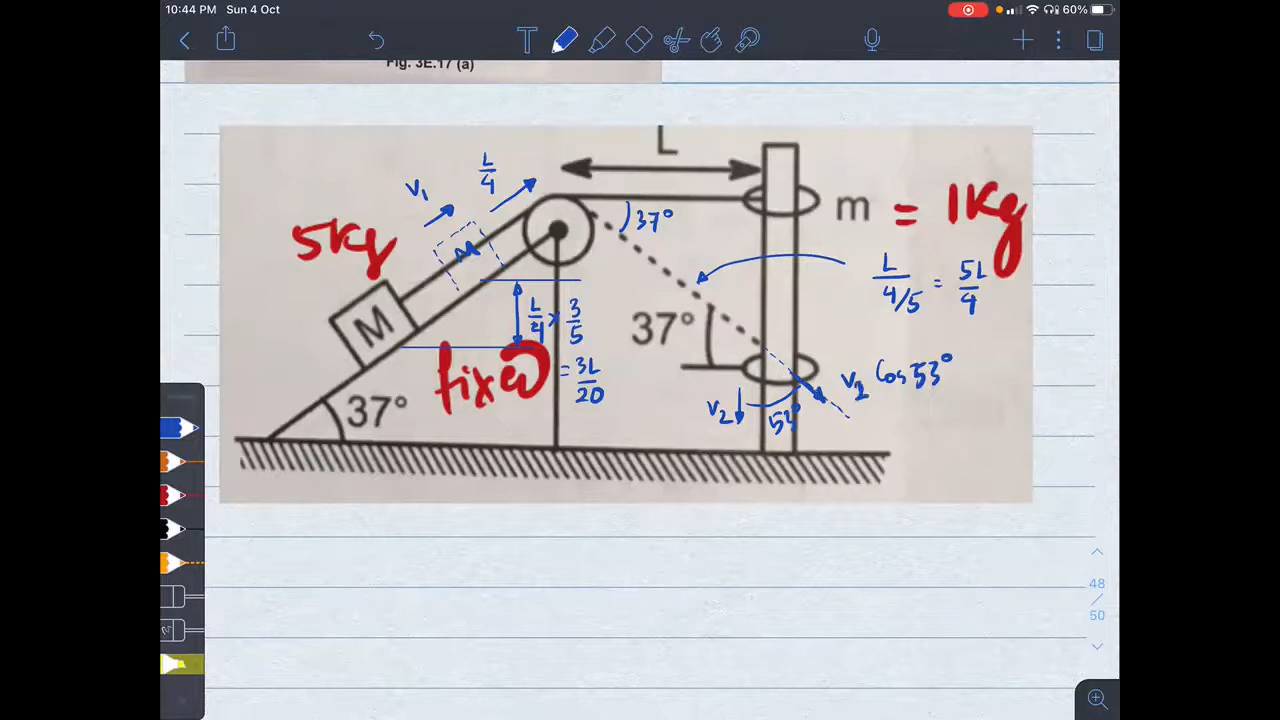 10:44 PM Sun 4 Oct
60%
T
Fig. 3E.17 (a)
L
L/4
v₁
37°
m = 1Kg
5Kg
M
L/(4/5) = 5L/4
L/4 × 3/5
37°
M
fixed
= 3L/20
v₂ cos 53°
37°
v₂
53°
48
50